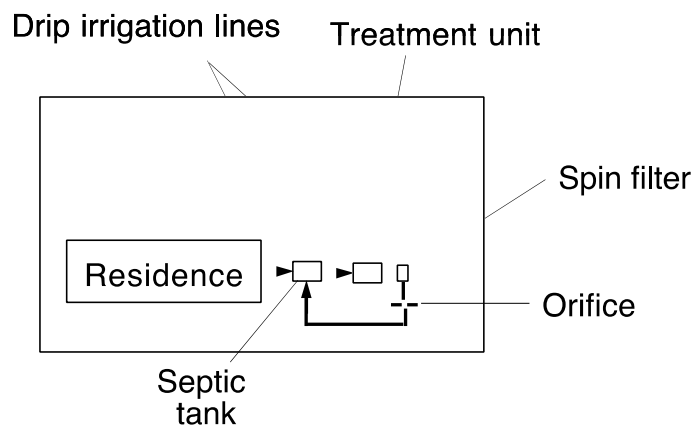 Drip irrigation lines
Treatment unit
Spin filter
Residence
Orifice
Septic
tank